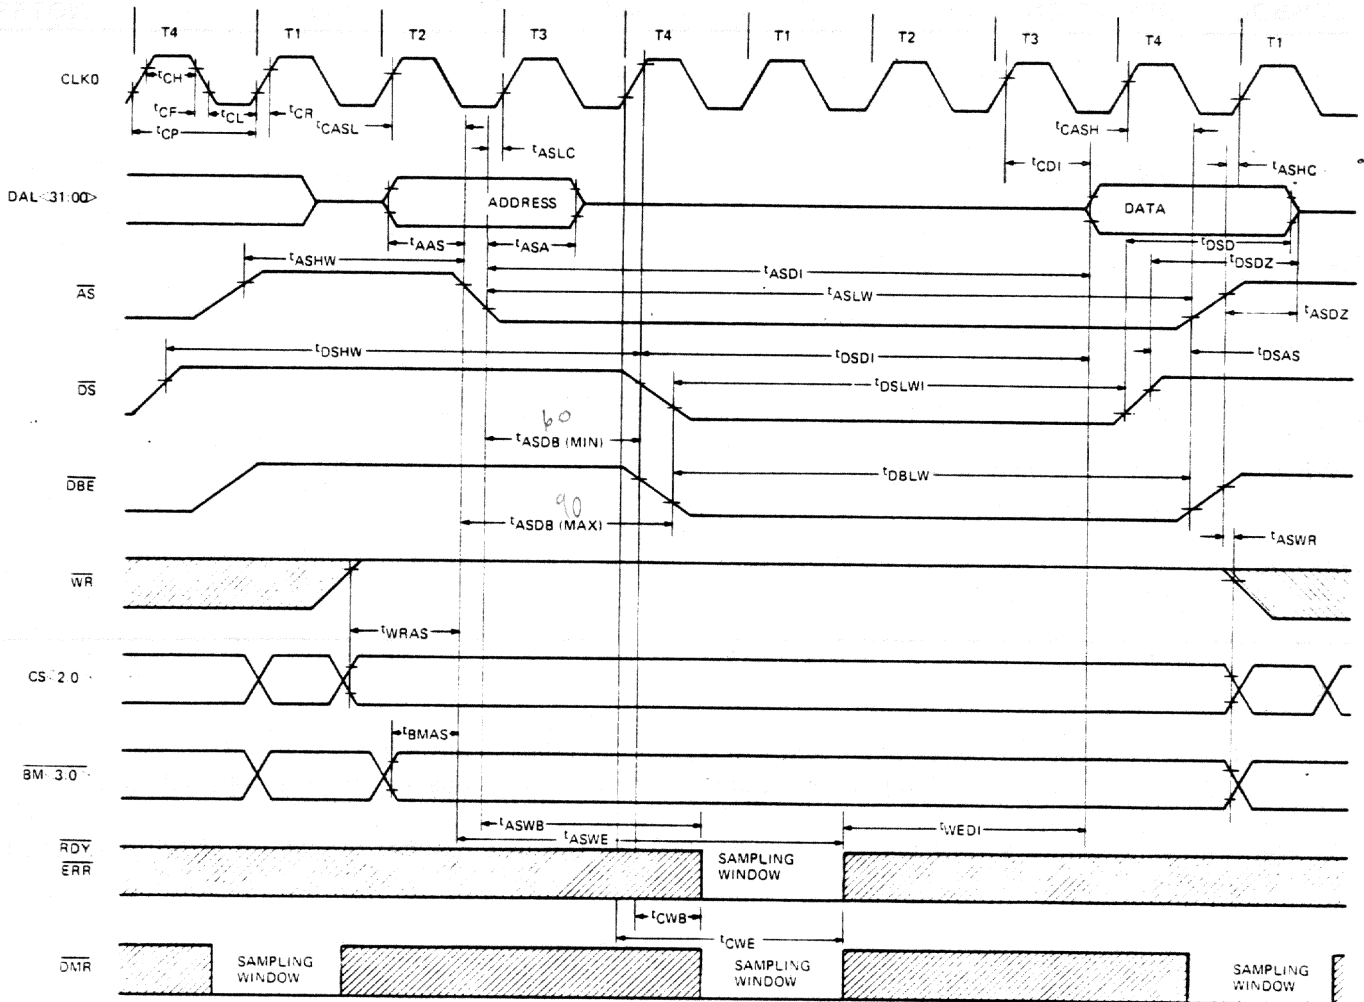 T4 T1 T2 T3 T4 T1 T2 T3 T4 T1
CLK0
tCH
tCF
tCL
tCR
tCP
tCASL
tASLC
tCASH
tCDI
tASHC
DAL<31:00>
ADDRESS
DATA
tAAS
tASA
tDSD
tASHW
tASDI
tDSDZ
AS
tASLW
tASDZ
tDSHW
tDSDI
tDSAS
DS
tDSLWI
60
tASDB (MIN)
DBE
tDBLW
90
tASDB (MAX)
tASWR
WR
tWRAS
CS<2:0>
tBMAS
BM<3:0>
tASWB
tASWE
tWEDI
RDY
ERR
SAMPLING
WINDOW
tCWB
tCWE
DMR
SAMPLING
WINDOW
SAMPLING
WINDOW
SAMPLING
WINDOW